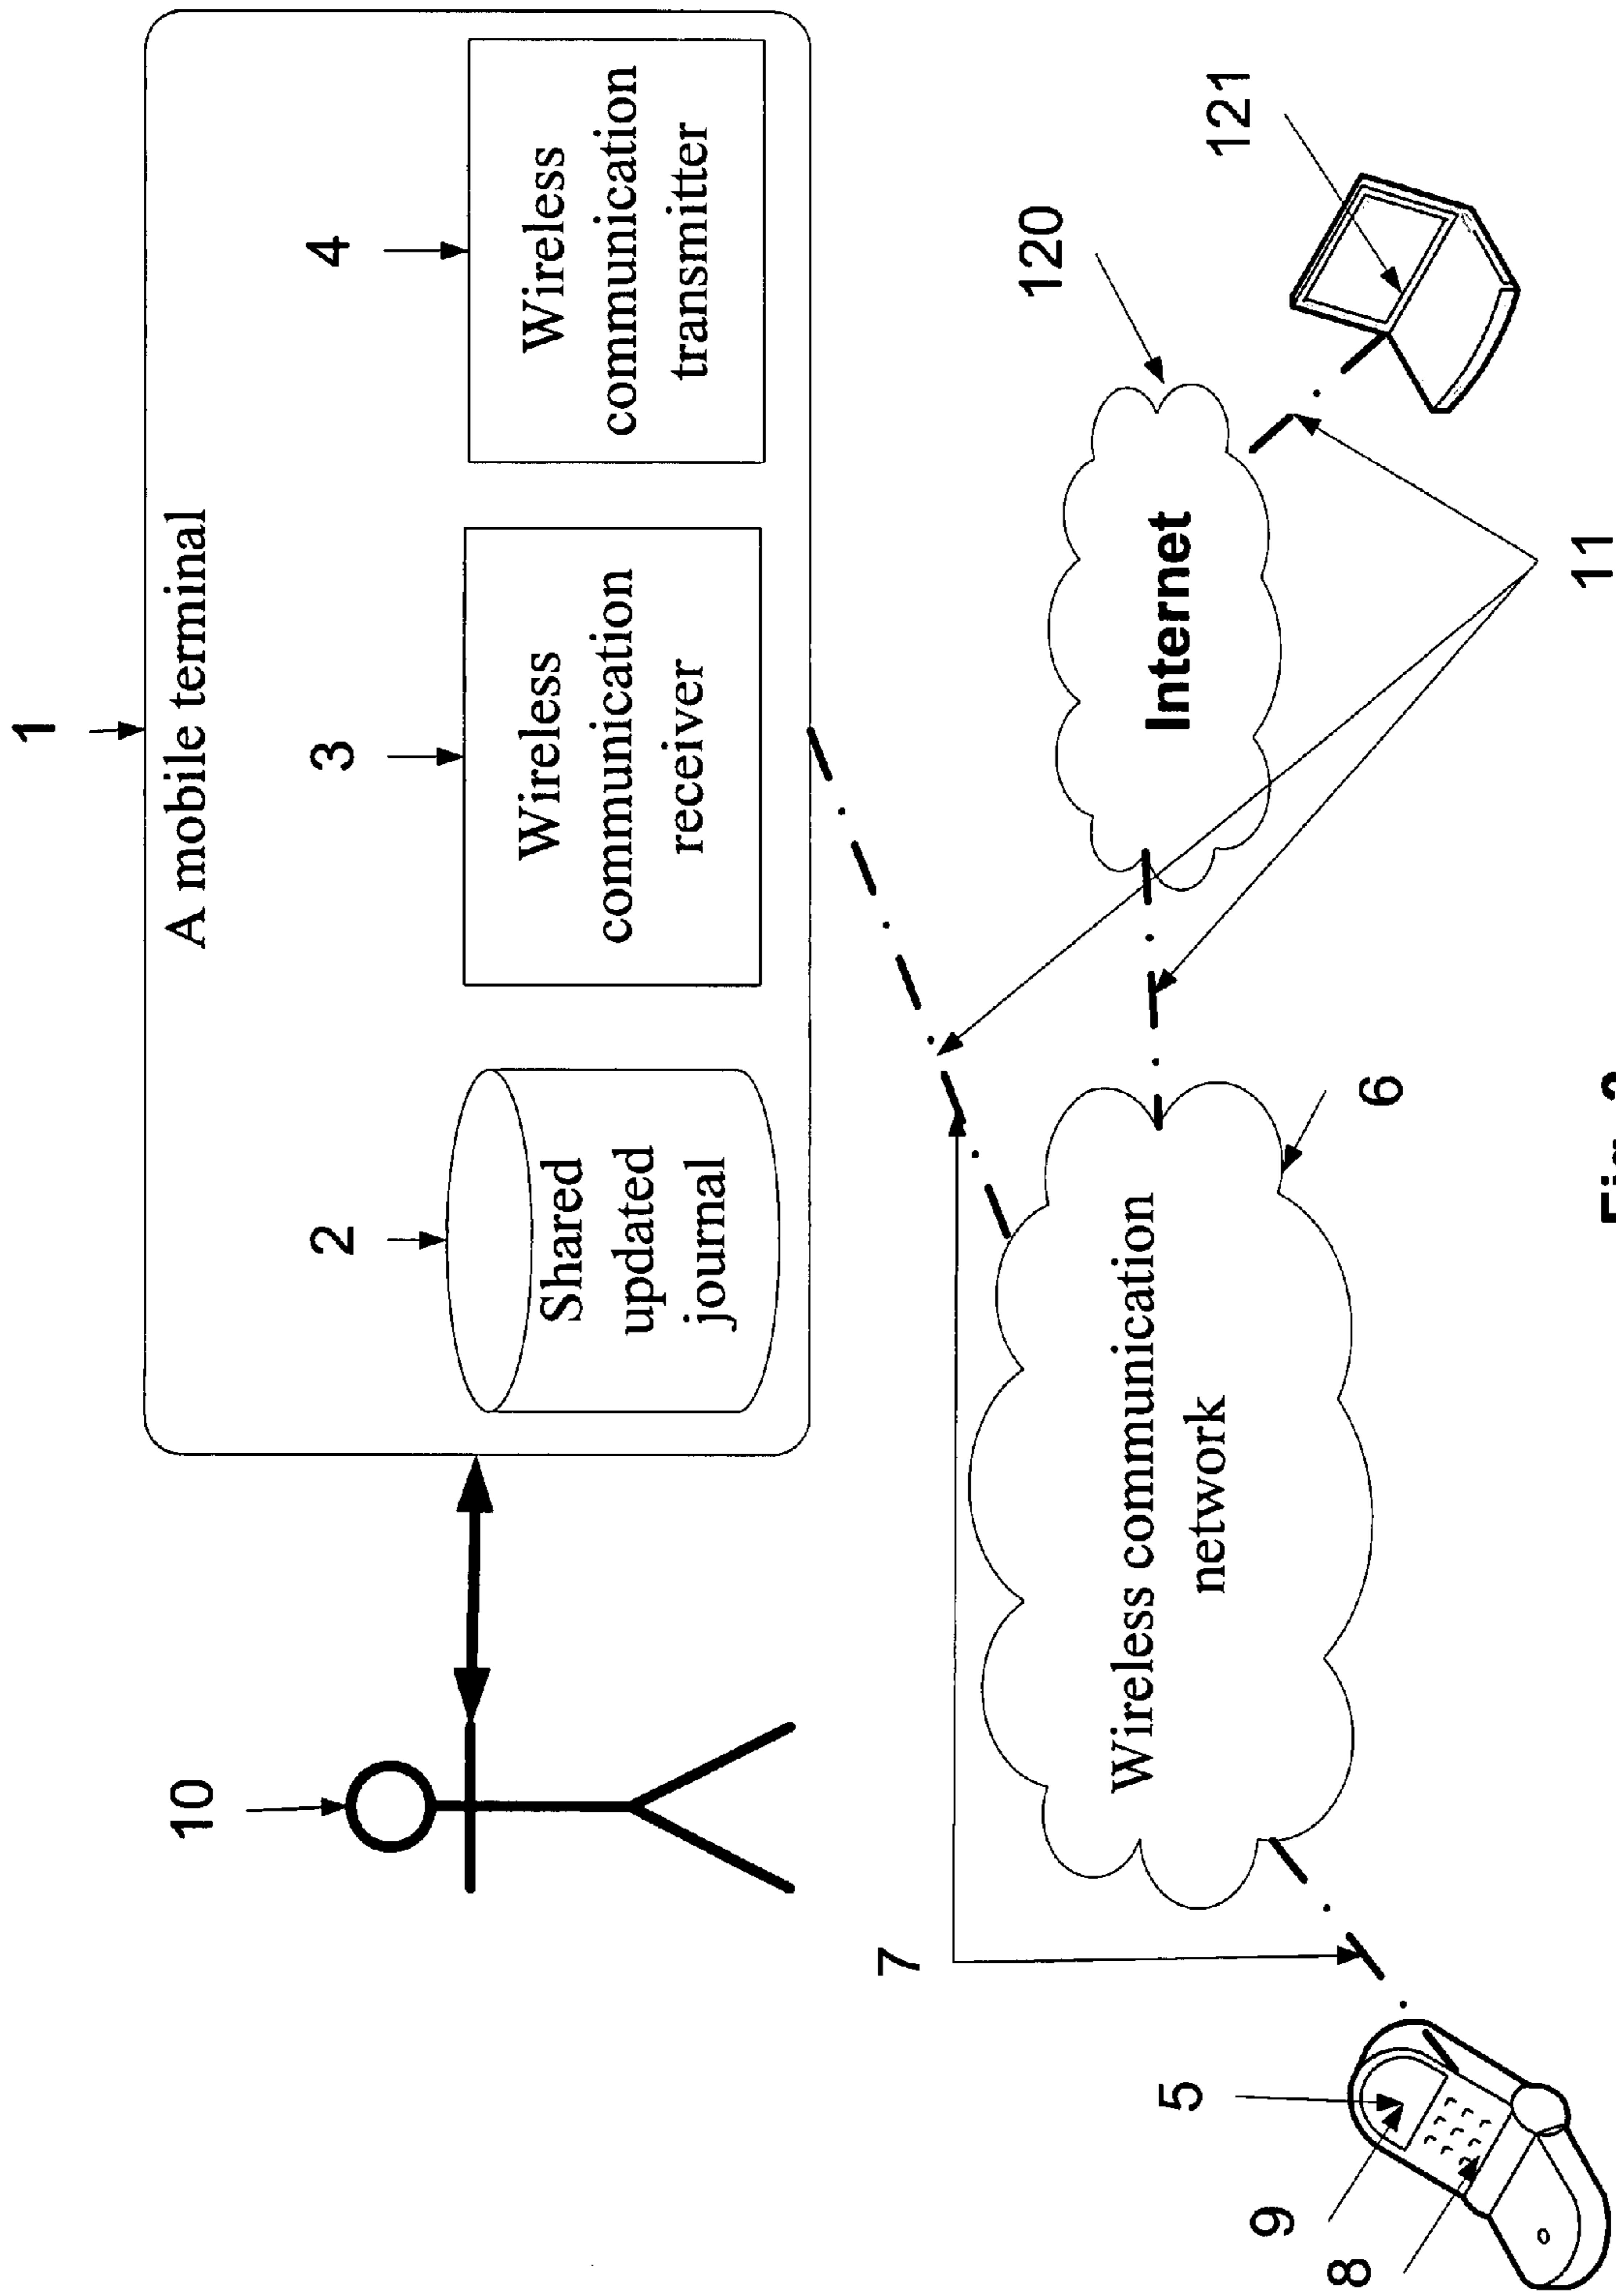 1
A mobile terminal
2
3
4
Shared
updated
journal
Wireless
communication
receiver
Wireless
communication
transmitter
10
7
120
121
Internet
Wireless communication
network
5
9
8
6
11